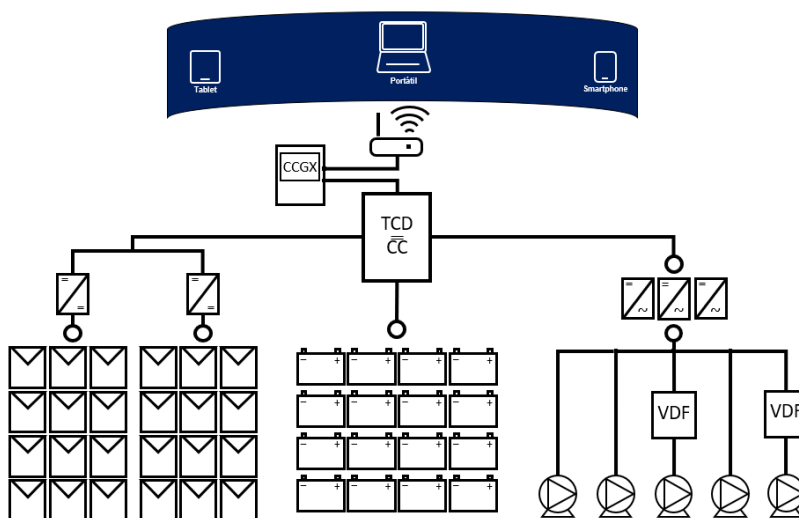 Tablet
Portátil
Smartphone
CCGX
TCD
CC
VDF
VDF